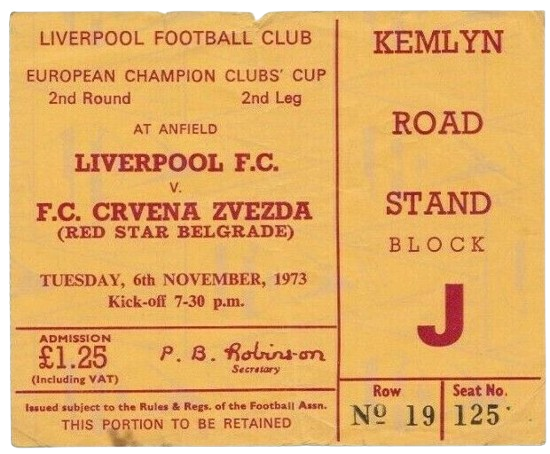 LIVERPOOL FOOTBALL CLUB
EUROPEAN CHAMPION CLUBS' CUP
2nd Round 2nd Leg
AT ANFIELD
LIVERPOOL F.C.
V.
F.C. CRVENA ZVEZDA
(RED STAR BELGRADE)
TUESDAY, 6th NOVEMBER, 1973
Kick-off 7-30 p.m.
ADMISSION
£1.25
(Including VAT)
P. B. Robinson
Secretary
Issued subject to the Rules & Regs. of the Football Assn.
THIS PORTION TO BE RETAINED
KEMLYN
ROAD
STAND
BLOCK
J
Row Seat No.
Nº 19 125